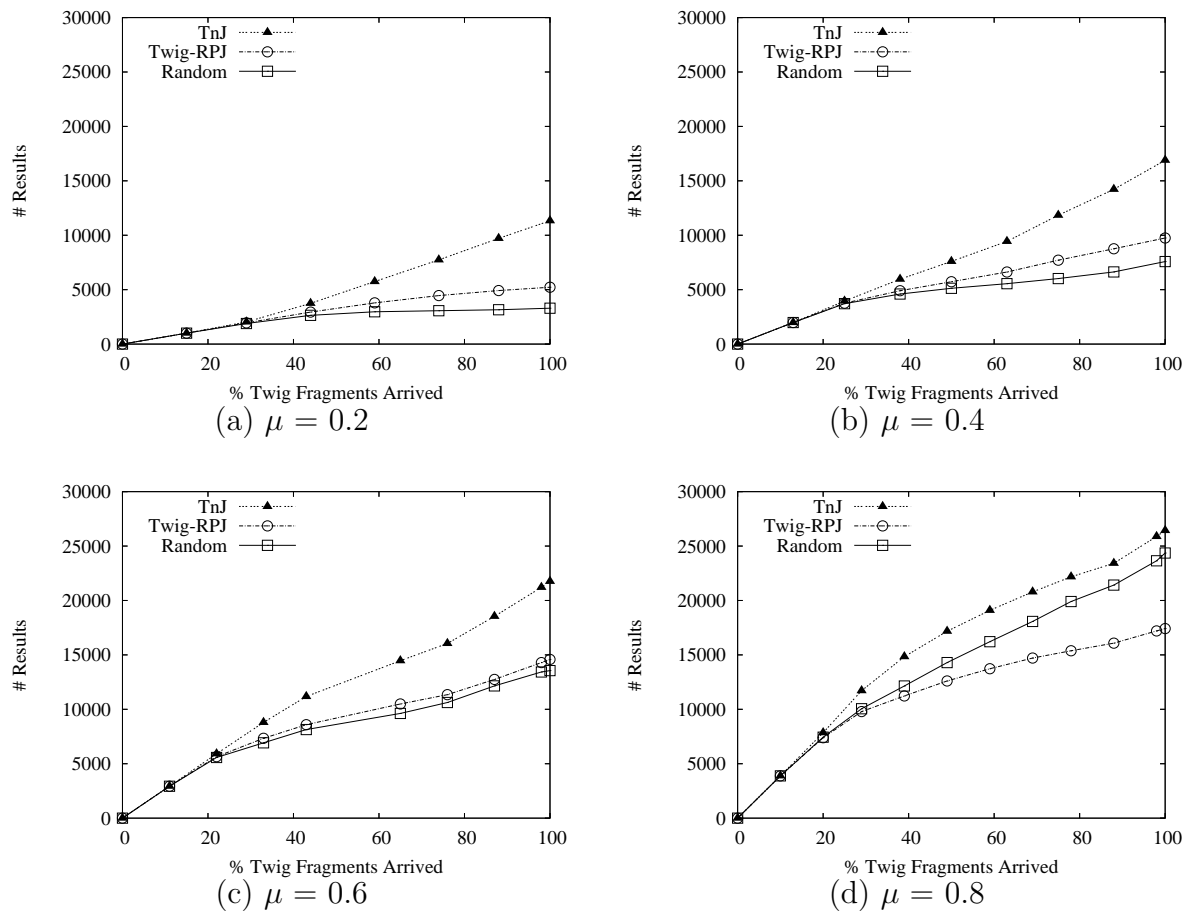 30000
25000
20000
15000
10000
5000
0
# Results
TnJ
Twig-RPJ
Random
0 20 40 60 80 100
% Twig Fragments Arrived
(a) μ = 0.2
30000
25000
20000
15000
10000
5000
0
# Results
TnJ
Twig-RPJ
Random
0 20 40 60 80 100
% Twig Fragments Arrived
(b) μ = 0.4
30000
25000
20000
15000
10000
5000
0
# Results
TnJ
Twig-RPJ
Random
0 20 40 60 80 100
% Twig Fragments Arrived
(c) μ = 0.6
30000
25000
20000
15000
10000
5000
0
# Results
TnJ
Twig-RPJ
Random
0 20 40 60 80 100
% Twig Fragments Arrived
(d) μ = 0.8